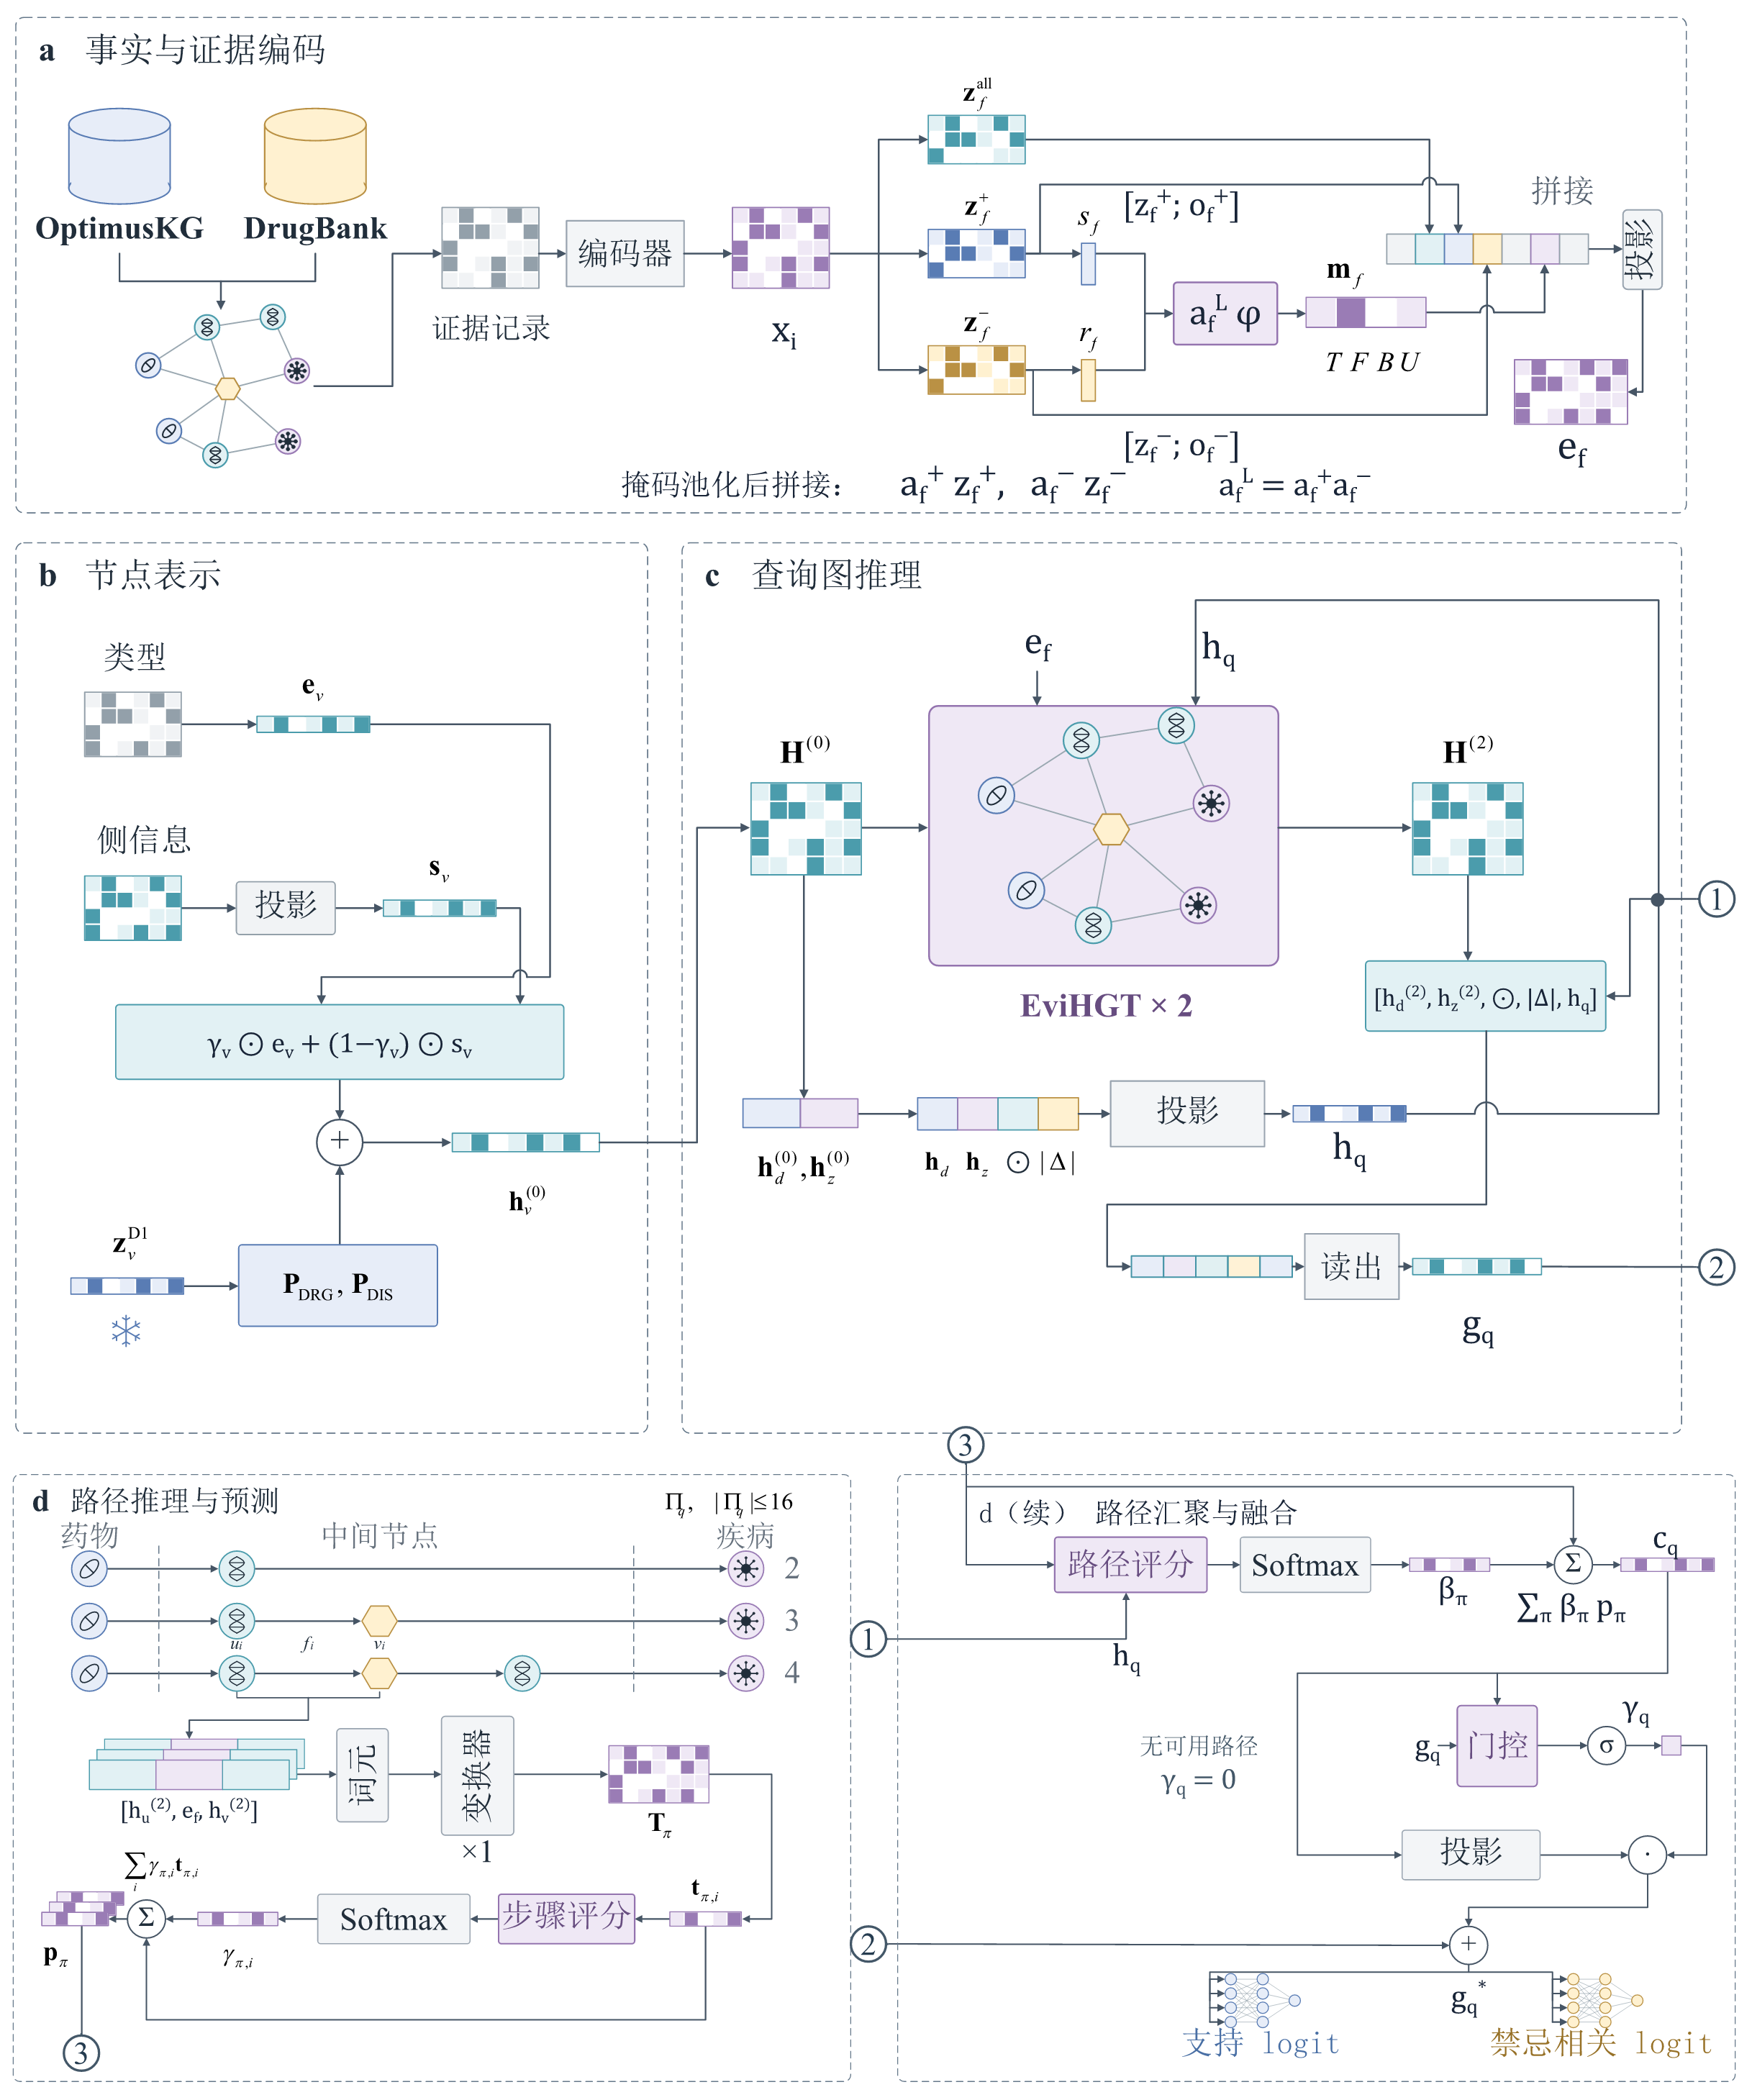 a 事实与证据编码
OptimusKG
DrugBank
证据记录
编码器
x_i
z_f^all
z_f^+
z_f^−
s_f
r_f
[z_f^+; o_f^+]
[z_f^−; o_f^−]
a_f^L φ
m_f
T F B U
拼接
投影
e_f
掩码池化后拼接： a_f^+ z_f^+, a_f^− z_f^− a_f^L = a_f^+ a_f^−
b 节点表示
类型
e_v
侧信息
投影
s_v
γ_v ⊙ e_v + (1−γ_v) ⊙ s_v
+
h_v^(0)
z_v^D1
P_DRG, P_DIS
c 查询图推理
e_f
h_q
H^(0)
H^(2)
EviHGT × 2
[h_d^(2), h_z^(2), ⊙, |Δ|, h_q]
①
h_d^(0), h_z^(0)
h_d h_z ⊙ |Δ|
投影
h_q
读出
g_q
②
③
d 路径推理与预测
Π_q, |Π_q|≤16
药物
中间节点
疾病
2
3
u_i f_i v_i
4
[h_u^(2), e_f, h_v^(2)]
词元
变换器
×1
T_π
t_π,i
步骤评分
Softmax
γ_π,i
Σ
∑_i γ_π,i t_π,i
p_π
③
d（续） 路径汇聚与融合
路径评分
Softmax
β_π
Σ
c_q
∑_π β_π p_π
①
h_q
无可用路径
γ_q = 0
g_q
门控
σ
γ_q
投影
·
②
+
g_q^*
支持 logit
禁忌相关 logit